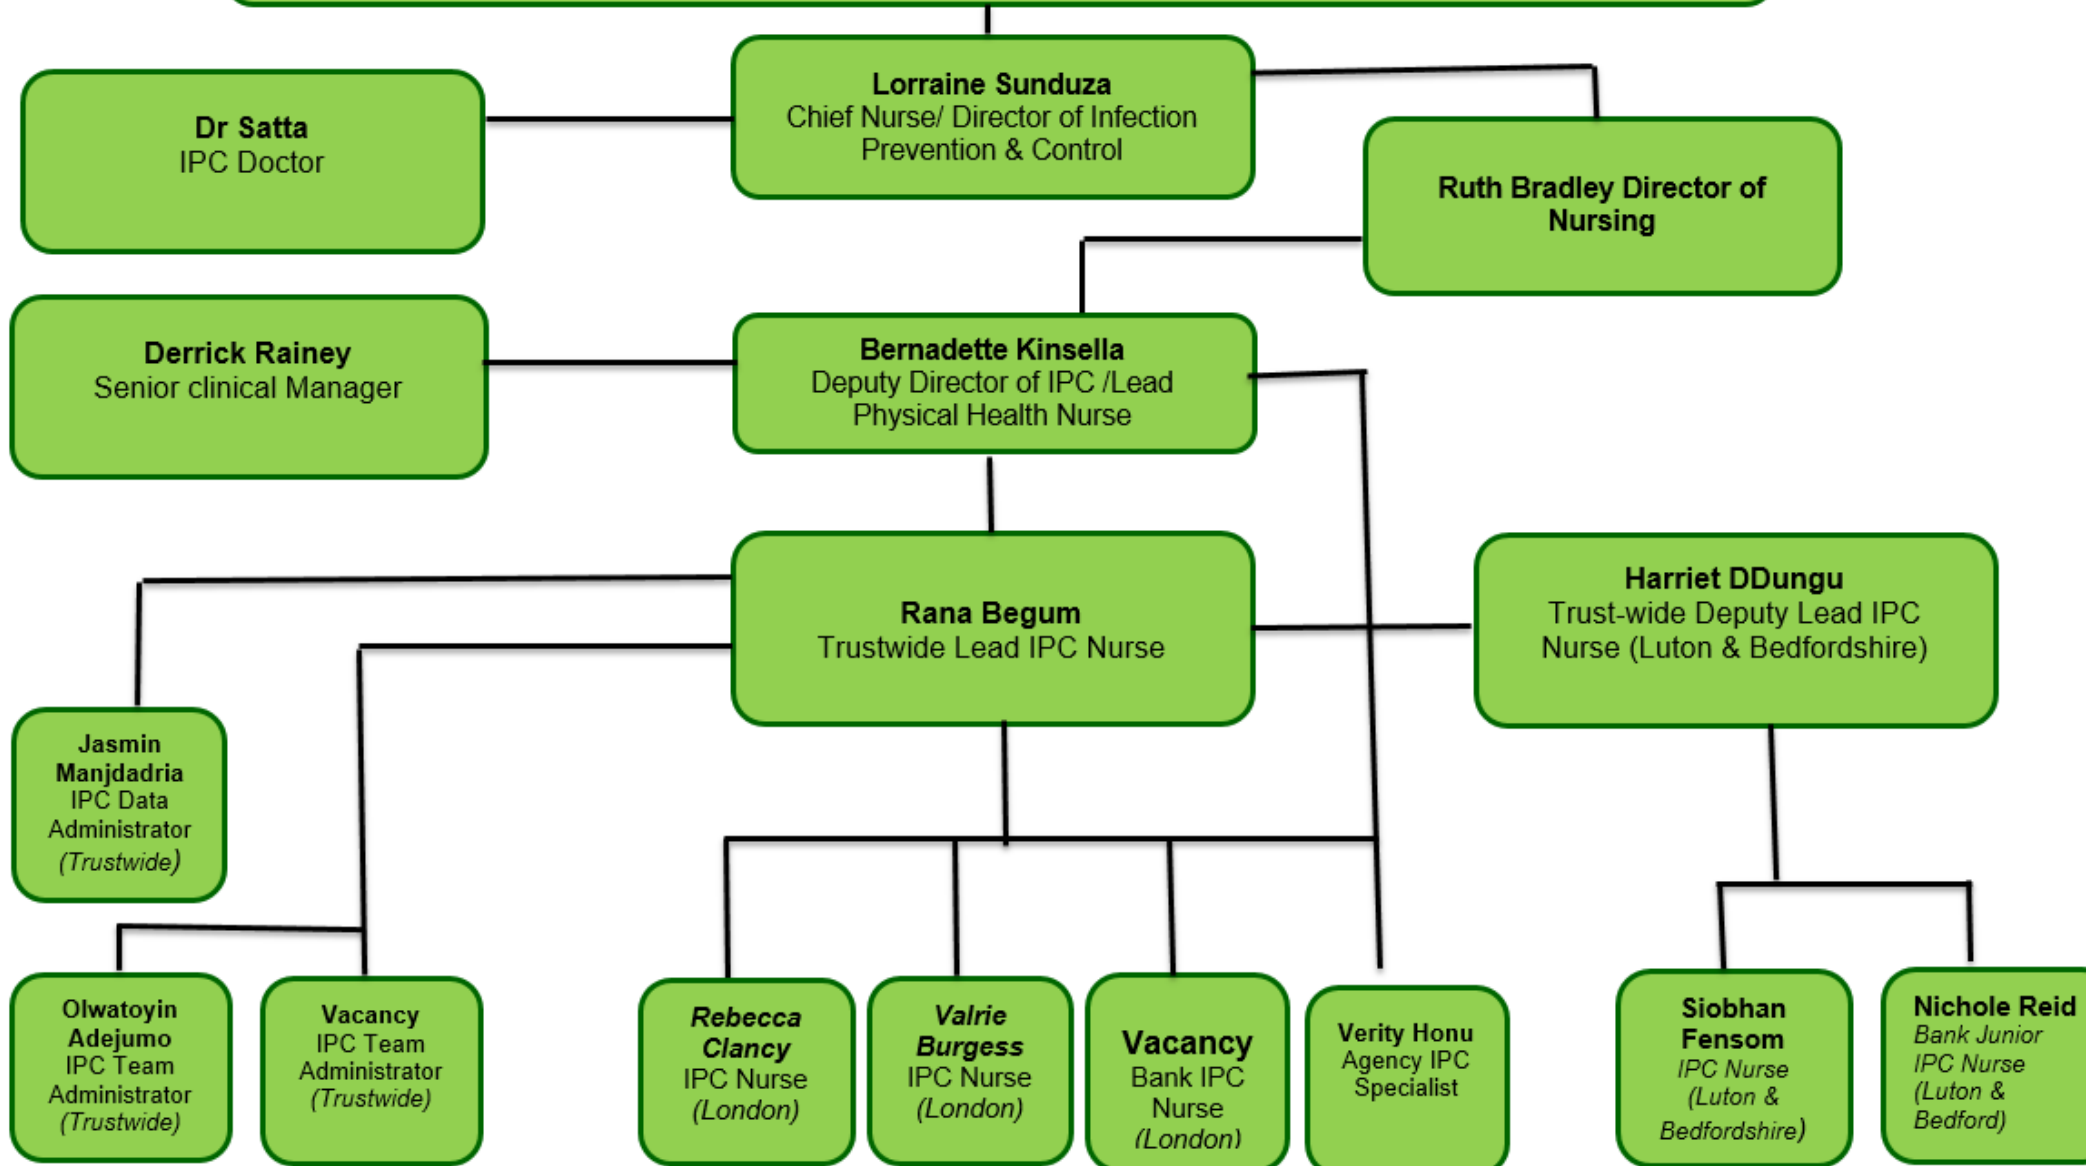 Lorraine Sunduza
Chief Nurse/ Director of Infection
Prevention & Control
Dr Satta
IPC Doctor
Ruth Bradley Director of
Nursing
Derrick Rainey
Senior clinical Manager
Bernadette Kinsella
Deputy Director of IPC /Lead
Physical Health Nurse
Rana Begum
Trustwide Lead IPC Nurse
Harriet DDungu
Trust-wide Deputy Lead IPC
Nurse (Luton & Bedfordshire)
Jasmin
Manjdadria
IPC Data
Administrator
(Trustwide)
Olwatoyin
Adejumo
IPC Team
Administrator
(Trustwide)
Vacancy
IPC Team
Administrator
(Trustwide)
Rebecca
Clancy
IPC Nurse
(London)
Valrie
Burgess
IPC Nurse
(London)
Vacancy
Bank IPC
Nurse
(London)
Verity Honu
Agency IPC
Specialist
Siobhan
Fensom
IPC Nurse
(Luton &
Bedfordshire)
Nichole Reid
Bank Junior
IPC Nurse
(Luton &
Bedford)